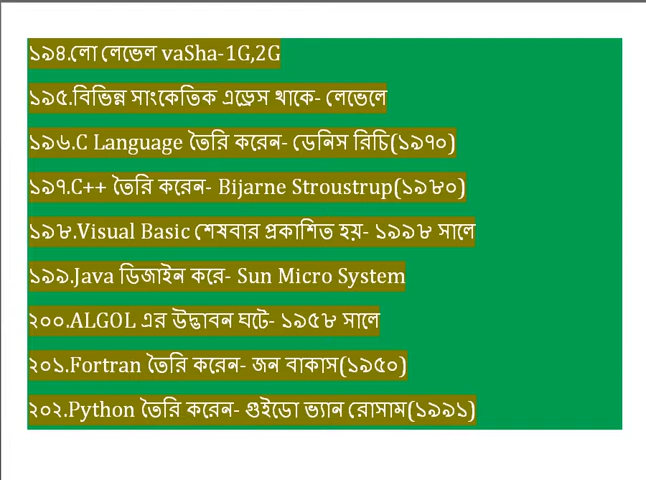 ১৯৪.লো লেভেল vaSha-1G,2G
১৯৫.বিভিন্ন সাংকেতিক এড্রেস থাকে- লেভেলে
১৯৬.C Language তৈরি করেন- ডেনিস রিচি(১৯৭০)
১৯৭.C++ তৈরি করেন- Bijarne Stroustrup(১৯৮০)
১৯৮.Visual Basic শেষবার প্রকাশিত হয়- ১৯৯৮ সালে
১৯৯.Java ডিজাইন করে- Sun Micro System
২০০.ALGOL এর উদ্ভাবন ঘটে- ১৯৫৮ সালে
২০১.Fortran তৈরি করেন- জন বাকাস(১৯৫০)
২০২.Python তৈরি করেন- গুইডো ভ্যান রোসাম(১৯৯১)